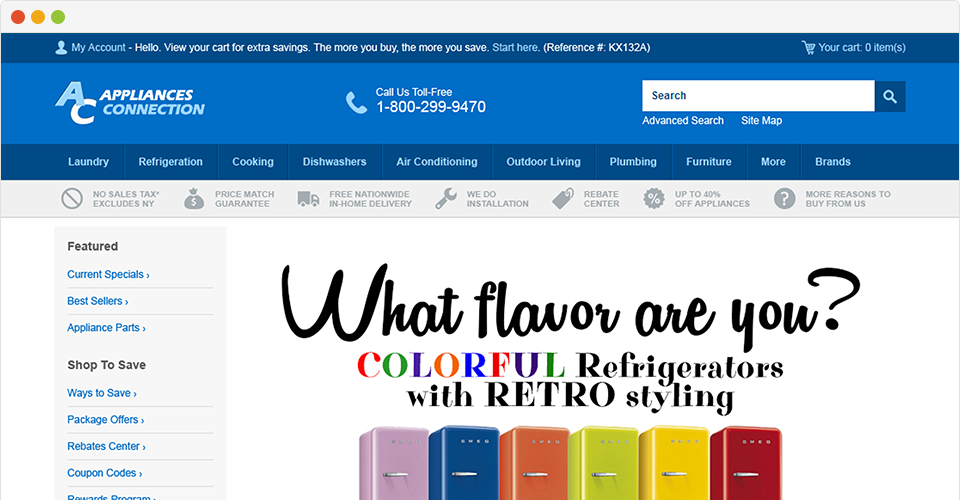 My Account - Hello. View your cart for extra savings. The more you buy, the more you save. Start here. (Reference #: KX132A)
Your cart: 0 item(s)
AC APPLIANCES
CONNECTION
Call Us Toll-Free
1-800-299-9470
Search
Advanced Search Site Map
Laundry Refrigeration Cooking Dishwashers Air Conditioning Outdoor Living Plumbing Furniture More Brands
NO SALES TAX*
EXCLUDES NY
PRICE MATCH
GUARANTEE
FREE NATIONWIDE
IN-HOME DELIVERY
WE DO
INSTALLATION
REBATE
CENTER
UP TO 40%
OFF APPLIANCES
MORE REASONS TO
BUY FROM US
Featured
Current Specials ›
Best Sellers ›
Appliance Parts ›
Shop To Save
Ways to Save ›
Package Offers ›
Rebates Center ›
Coupon Codes ›
Rewards Program ›
What flavor are you?
COLORFUL Refrigerators
with RETRO styling
SMEG SMEG SMEG SMEG SMEG